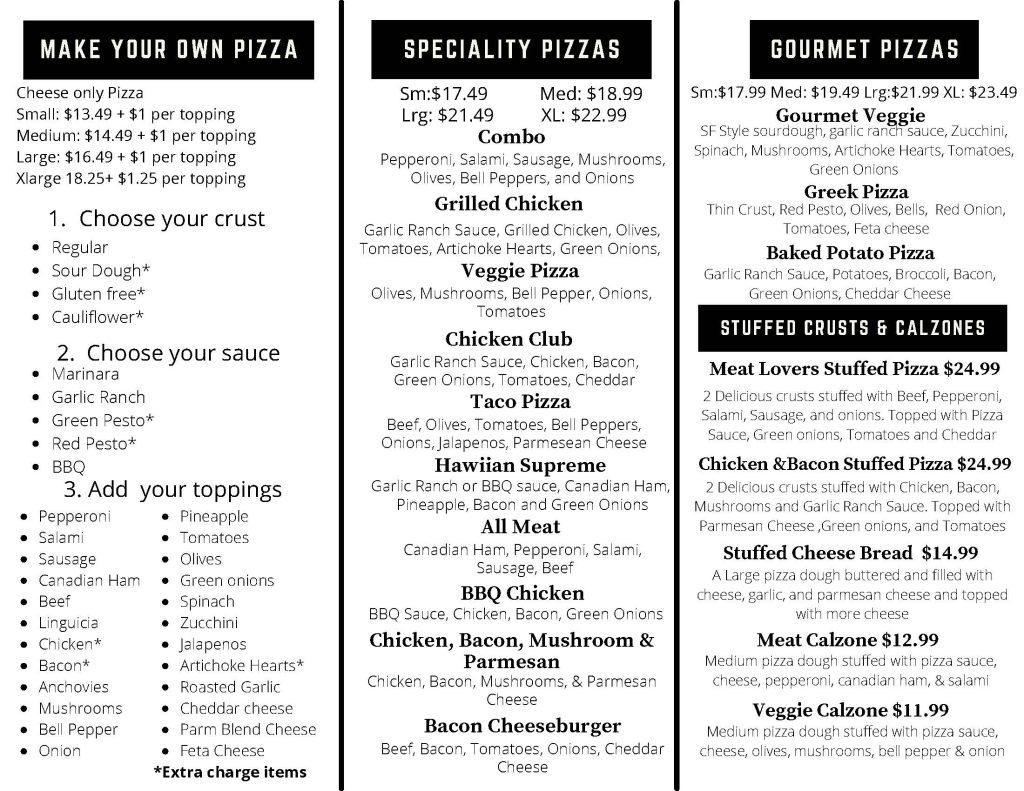 MAKE YOUR OWN PIZZA
Cheese only Pizza
Small: $13.49 + $1 per topping
Medium: $14.49 + $1 per topping
Large: $16.49 + $1 per topping
Xlarge 18.25+ $1.25 per topping
1. Choose your crust
• Regular
• Sour Dough*
• Gluten free*
• Cauliflower*
2. Choose your sauce
• Marinara
• Garlic Ranch
• Green Pesto*
• Red Pesto*
• BBQ
3. Add your toppings
• Pepperoni
• Salami
• Sausage
• Canadian Ham
• Beef
• Linguicia
• Chicken*
• Bacon*
• Anchovies
• Mushrooms
• Bell Pepper
• Onion
• Pineapple
• Tomatoes
• Olives
• Green onions
• Spinach
• Zucchini
• Jalapenos
• Artichoke Hearts*
• Roasted Garlic
• Cheddar cheese
• Parm Blend Cheese
• Feta Cheese
*Extra charge items
SPECIALITY PIZZAS
Sm:$17.49 Med: $18.99
Lrg: $21.49 XL: $22.99
Combo
Pepperoni, Salami, Sausage, Mushrooms,
Olives, Bell Peppers, and Onions
Grilled Chicken
Garlic Ranch Sauce, Grilled Chicken, Olives,
Tomatoes, Artichoke Hearts, Green Onions,
Veggie Pizza
Olives, Mushrooms, Bell Pepper, Onions,
Tomatoes
Chicken Club
Garlic Ranch Sauce, Chicken, Bacon,
Green Onions, Tomatoes, Cheddar
Taco Pizza
Beef, Olives, Tomatoes, Bell Peppers,
Onions, Jalapenos, Parmesean Cheese
Hawiian Supreme
Garlic Ranch or BBQ sauce, Canadian Ham,
Pineapple, Bacon and Green Onions
All Meat
Canadian Ham, Pepperoni, Salami,
Sausage, Beef
BBQ Chicken
BBQ Sauce, Chicken, Bacon, Green Onions
Chicken, Bacon, Mushroom &
Parmesan
Chicken, Bacon, Mushrooms, & Parmesan
Cheese
Bacon Cheeseburger
Beef, Bacon, Tomatoes, Onions, Cheddar
Cheese
GOURMET PIZZAS
Sm:$17.99 Med: $19.49 Lrg:$21.99 XL: $23.49
Gourmet Veggie
SF Style sourdough, garlic ranch sauce, Zucchini,
Spinach, Mushrooms, Artichoke Hearts, Tomatoes,
Green Onions
Greek Pizza
Thin Crust, Red Pesto, Olives, Bells, Red Onion,
Tomatoes, Feta cheese
Baked Potato Pizza
Garlic Ranch Sauce, Potatoes, Broccoli, Bacon,
Green Onions, Cheddar Cheese
STUFFED CRUSTS & CALZONES
Meat Lovers Stuffed Pizza $24.99
2 Delicious crusts stuffed with Beef, Pepperoni,
Salami, Sausage, and onions. Topped with Pizza
Sauce, Green onions, Tomatoes and Cheddar
Chicken &Bacon Stuffed Pizza $24.99
2 Delicious crusts stuffed with Chicken, Bacon,
Mushrooms and Garlic Ranch Sauce. Topped with
Parmesan Cheese ,Green onions, and Tomatoes
Stuffed Cheese Bread $14.99
A Large pizza dough buttered and filled with
cheese, garlic, and parmesan cheese and topped
with more cheese
Meat Calzone $12.99
Medium pizza dough stuffed with pizza sauce,
cheese, pepperoni, canadian ham, & salami
Veggie Calzone $11.99
Medium pizza dough stuffed with pizza sauce,
cheese, olives, mushrooms, bell pepper & onion